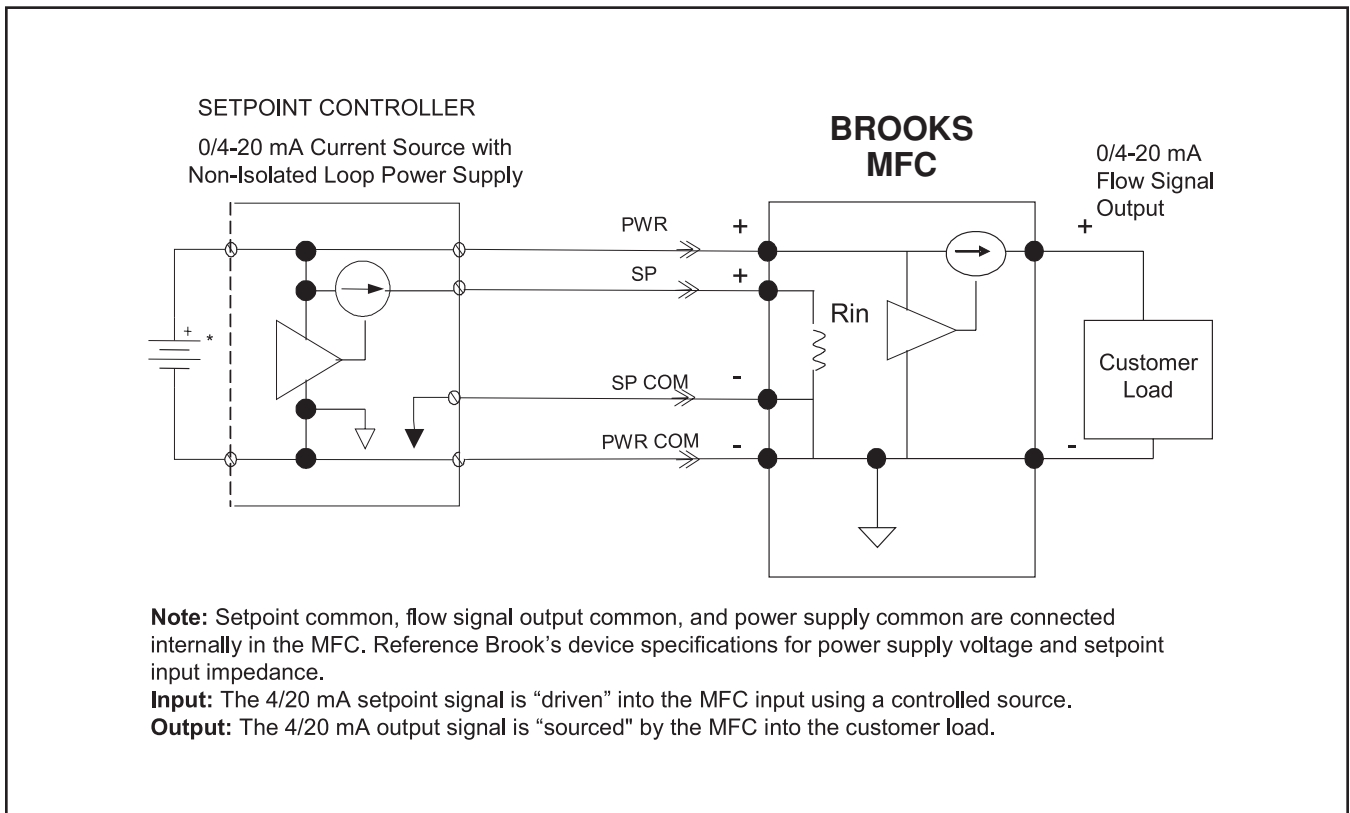 SETPOINT CONTROLLER
0/4-20 mA Current Source with
Non-Isolated Loop Power Supply
BROOKS
MFC
0/4-20 mA
Flow Signal
Output
PWR
+
+
SP
+
Rin
+
*
Customer
Load
SP COM
-
PWR COM
-
-
Note: Setpoint common, flow signal output common, and power supply common are connected
internally in the MFC. Reference Brook's device specifications for power supply voltage and setpoint
input impedance.
Input: The 4/20 mA setpoint signal is “driven” into the MFC input using a controlled source.
Output: The 4/20 mA output signal is “sourced" by the MFC into the customer load.